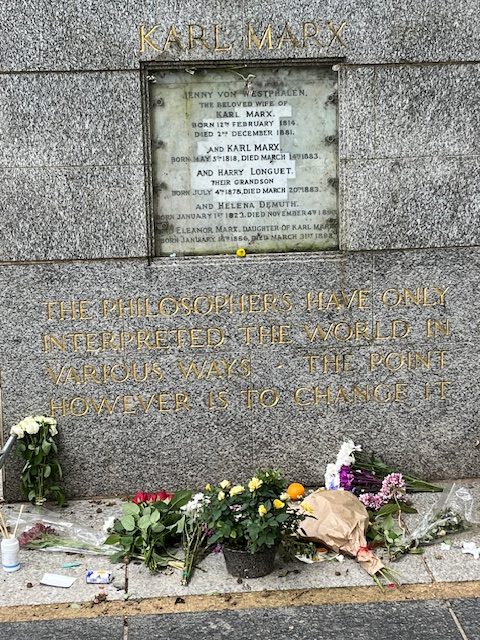 KARL MARX
JENNY VON WESTPHALEN,
THE BELOVED WIFE OF
KARL MARX.
BORN 12TH FEBRUARY 1814,
DIED 2ND DECEMBER 1881.
AND KARL MARX.
BORN MAY 5TH 1818, DIED MARCH 14TH 1883.
AND HARRY LONGUET.
THEIR GRANDSON
BORN JULY 4TH 1878, DIED MARCH 20TH 1883.
AND HELENA DEMUTH.
BORN JANUARY 1ST 1823, DIED NOVEMBER 4TH 1890.
ELEANOR MARX, DAUGHTER OF KARL MARX
BORN JANUARY 16TH 1856, DIED MARCH 31ST 1898.
THE PHILOSOPHERS HAVE ONLY
INTERPRETED THE WORLD IN
VARIOUS WAYS · THE POINT
HOWEVER IS TO CHANGE IT